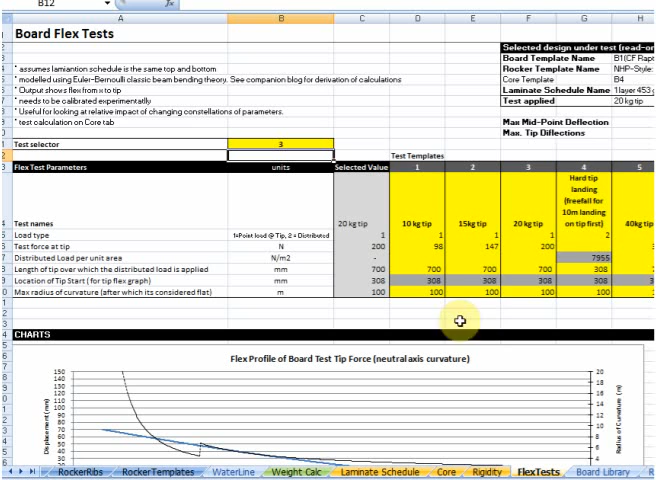 B12
fx
A B C D E F G H
Board Flex Tests
Selected design under test (read-or
Board Template Name B1(CF Rapt
* assumes lamiantion schedule is the same top and bottom Rocker Template Name NHP-Style:
* modelled using Euler-Bernoulli classic beam bending theory. See companion blog for derivation of calculations Core Template B4
* Output shows flex from x to tip Laminate Schedule Name 1layer 453 g
* needs to be calibrated experimentatlly Test applied 20 kg tip
* Useful for looking at relative impact of changing constellations of parameters.
* test calculation on Core tab Max Mid-Point Deflection
Max. Tip Diflections
Test selector 3
Test Templates
Flex Test Parameters units Selected Value 1 2 3 4 5
Test names 20 kg tip 10 kg tip 15kg tip 20 kg tip Hard tip landing (freefall for 10m landing on tip first) 40kg tip
Load type 1=Point load @ Tip, 2 = Distributed 1 1 1 1 2
Test force at tip N 200 98 147 200
Distributed Load per unit area N/m2 - 7955
Length of tip over which the distributed load is applied mm 700 700 700 700 308 7
Location of Tip Start (for tip flex graph) mm 308 308 308 308 308 3
Max radius of curvature (after which its considered flat) m 100 100 100 100 100
CHARTS
Flex Profile of Board Test Tip Force (neutral axis curvature)
Displacement (mm)
150
140
130
120
110
100
90
80
70
60
50
40
30
20
20
18
16
14
12
10
8
6
4
Radius of Curvature (m)
RockerRibs RockerTemplates WaterLine Weight Calc Laminate Schedule Core Rigidity FlexTests Board Library R